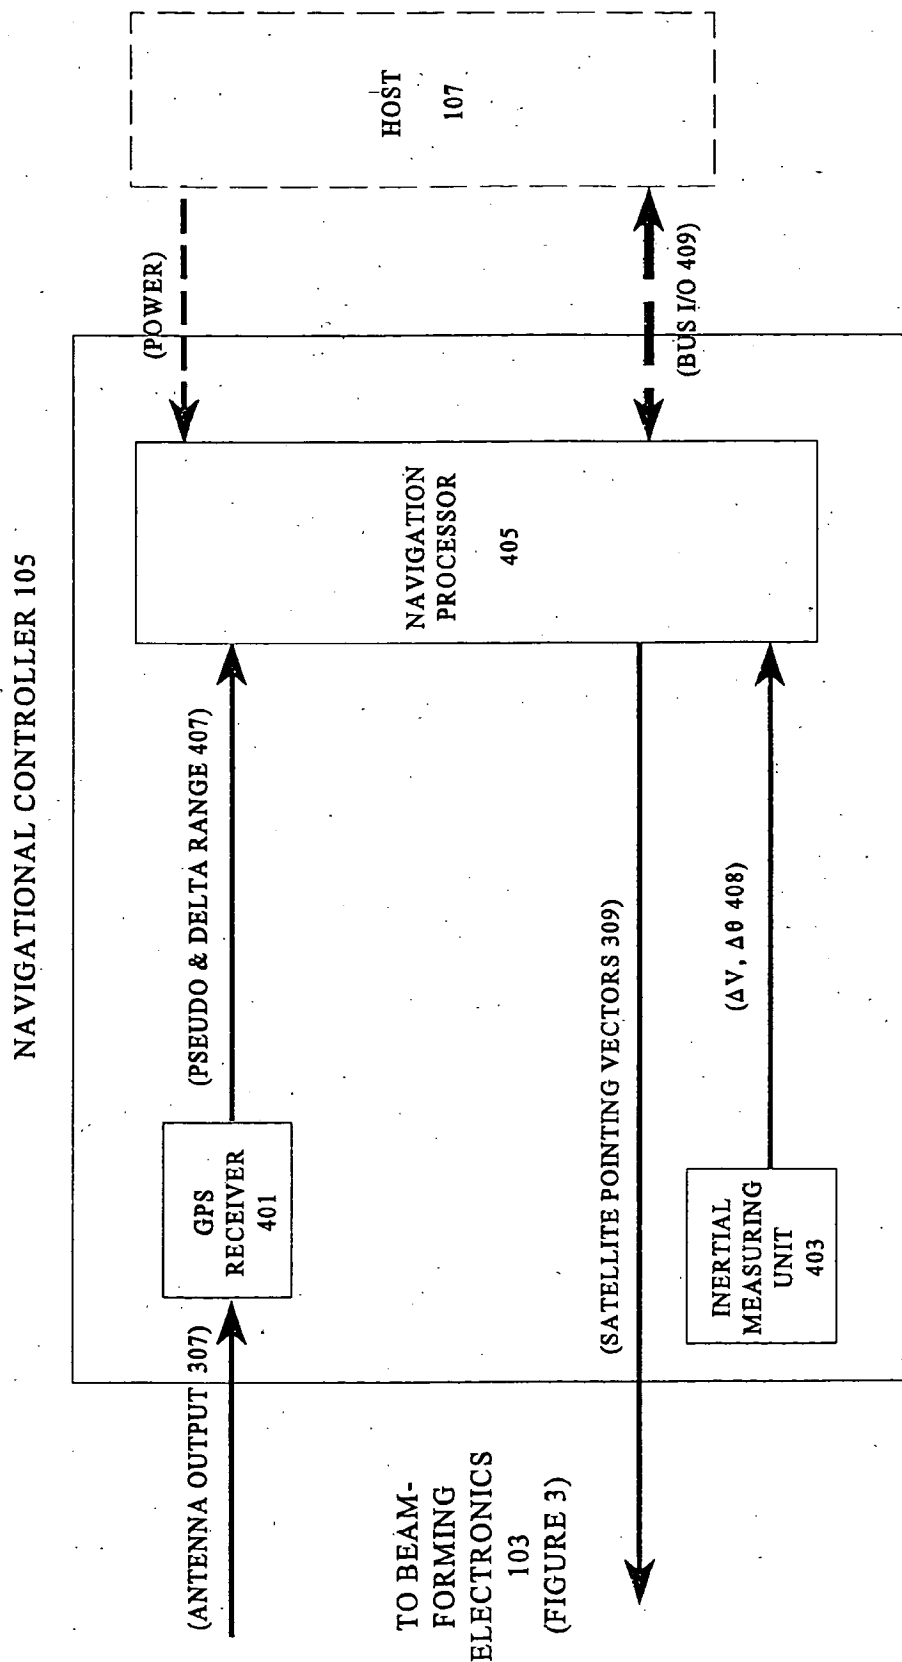 NAVIGATIONAL CONTROLLER 105
(ANTENNA OUTPUT 307)
GPS
RECEIVER
401
(PSEUDO & DELTA RANGE 407)
(POWER)
HOST
107
NAVIGATION
PROCESSOR
405
TO BEAM-
FORMING
ELECTRONICS
103
(FIGURE 3)
(SATELLITE POINTING VECTORS 309)
(BUS I/O 409)
INERTIAL
MEASURING
UNIT
403
(ΔV, Δθ 408)